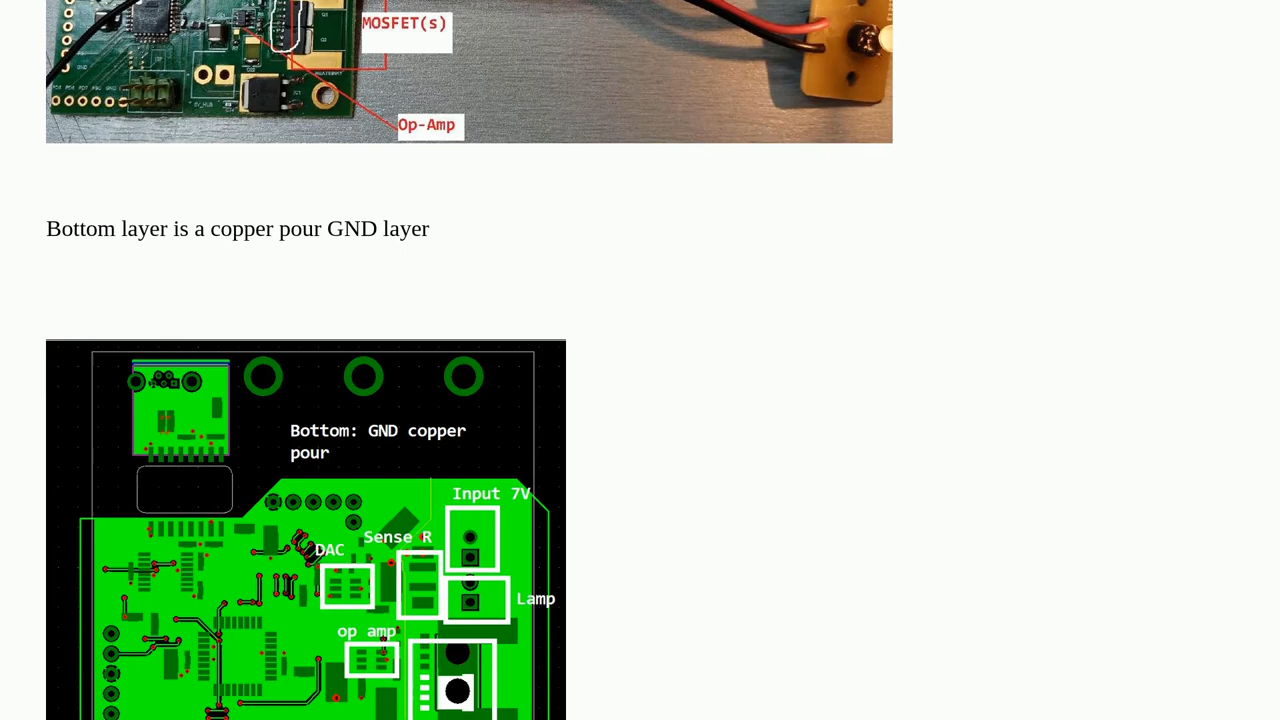 MOSFET(s)
Op-Amp
Bottom layer is a copper pour GND layer
Bottom: GND copper
pour
Input 7V
Sense R
DAC
Lamp
op amp